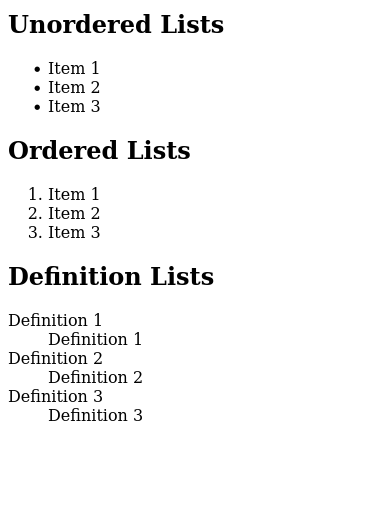 Unordered Lists
• Item 1
• Item 2
• Item 3
Ordered Lists
1. Item 1
2. Item 2
3. Item 3
Definition Lists
Definition 1
Definition 1
Definition 2
Definition 2
Definition 3
Definition 3